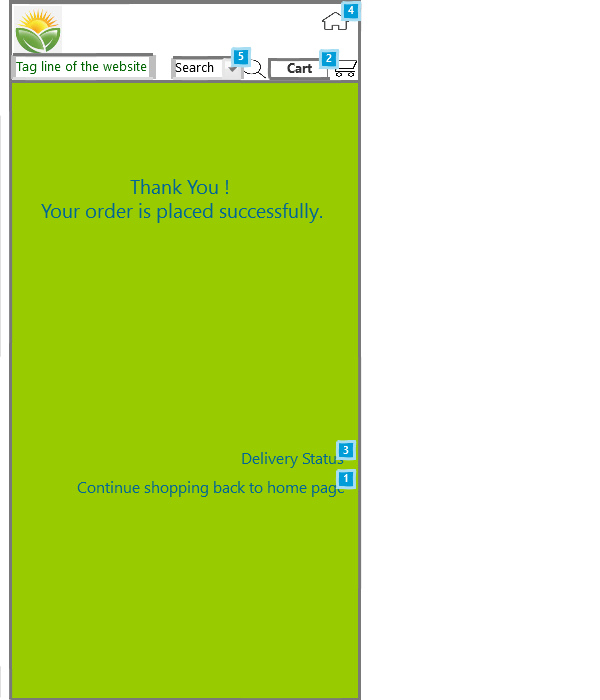 4
Tag line of the website
Search
5
Cart
2
Thank You !
Your order is placed successfully.
Delivery Status
3
Continue shopping back to home page
1